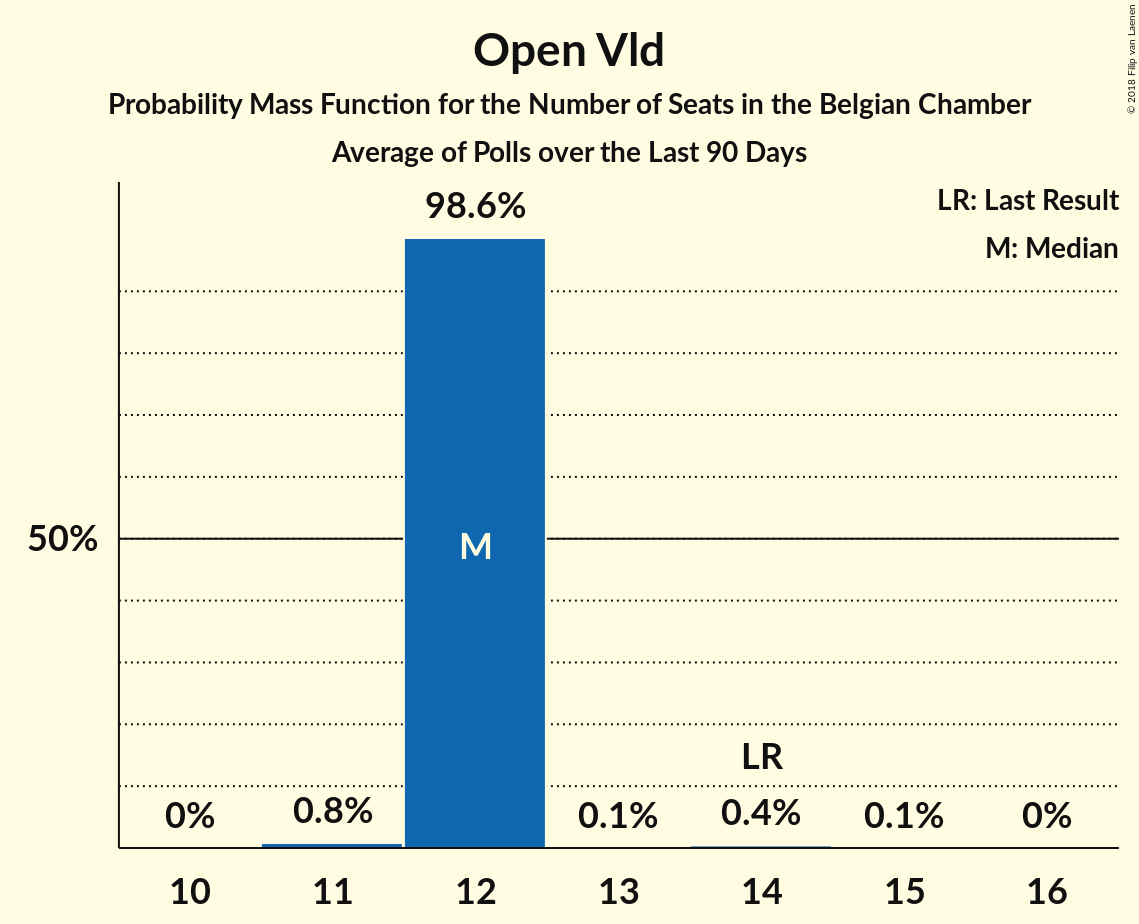 Open Vld
Probability Mass Function for the Number of Seats in the Belgian Chamber
Average of Polls over the Last 90 Days
© 2018 Filip van Laenen
LR: Last Result
M: Median
98.6%
50%
M
LR
0%
0.8%
0.1%
0.4%
0.1%
0%
10 11 12 13 14 15 16